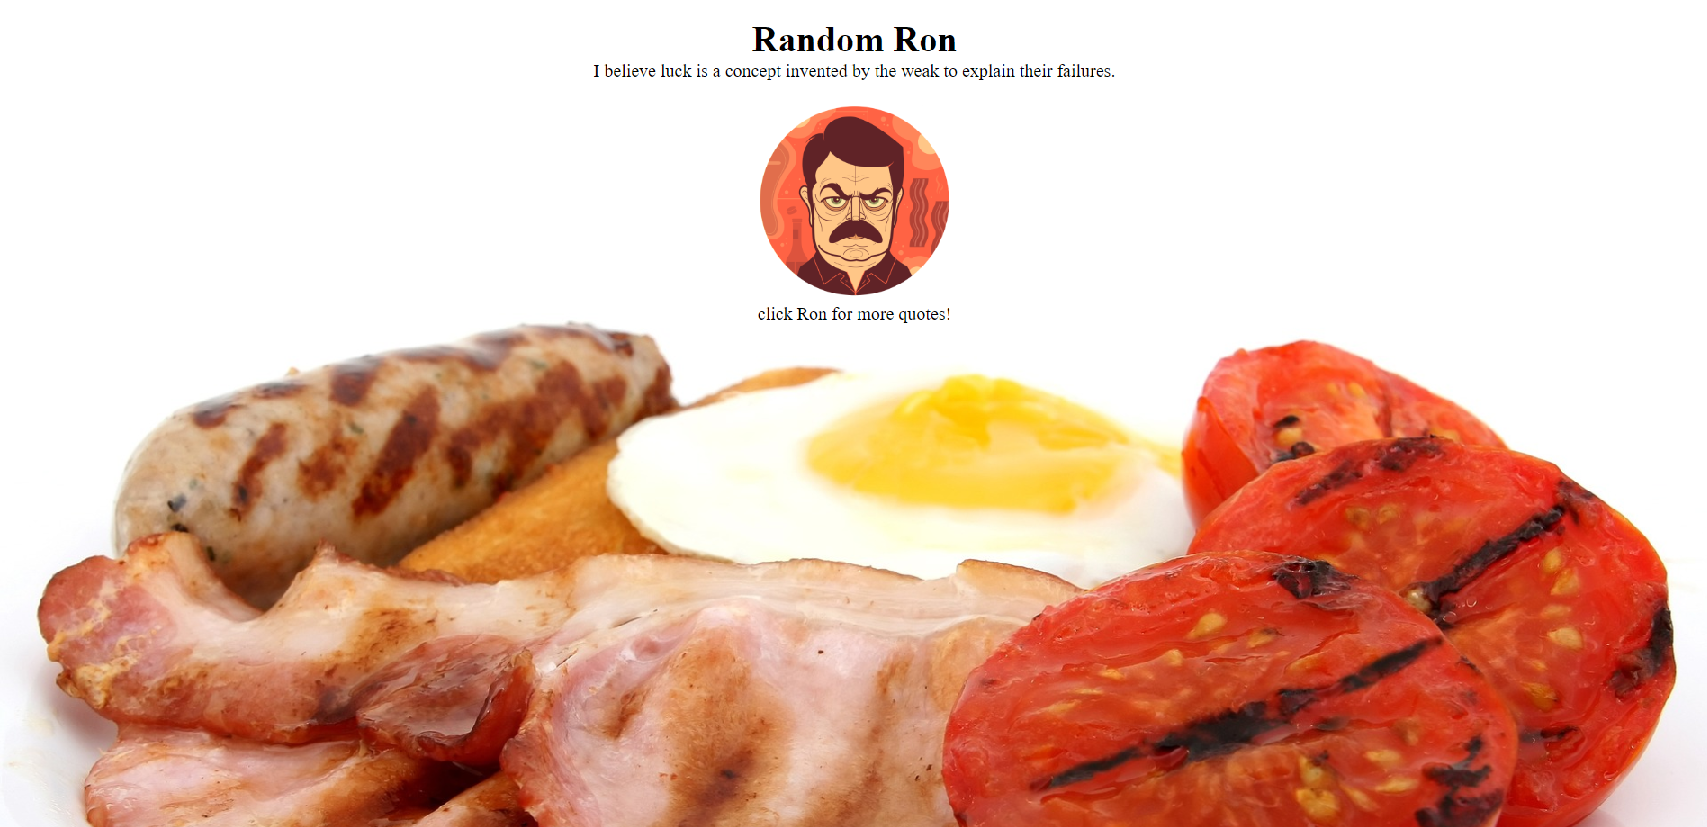 Random Ron
I believe luck is a concept invented by the weak to explain their failures.
click Ron for more quotes!